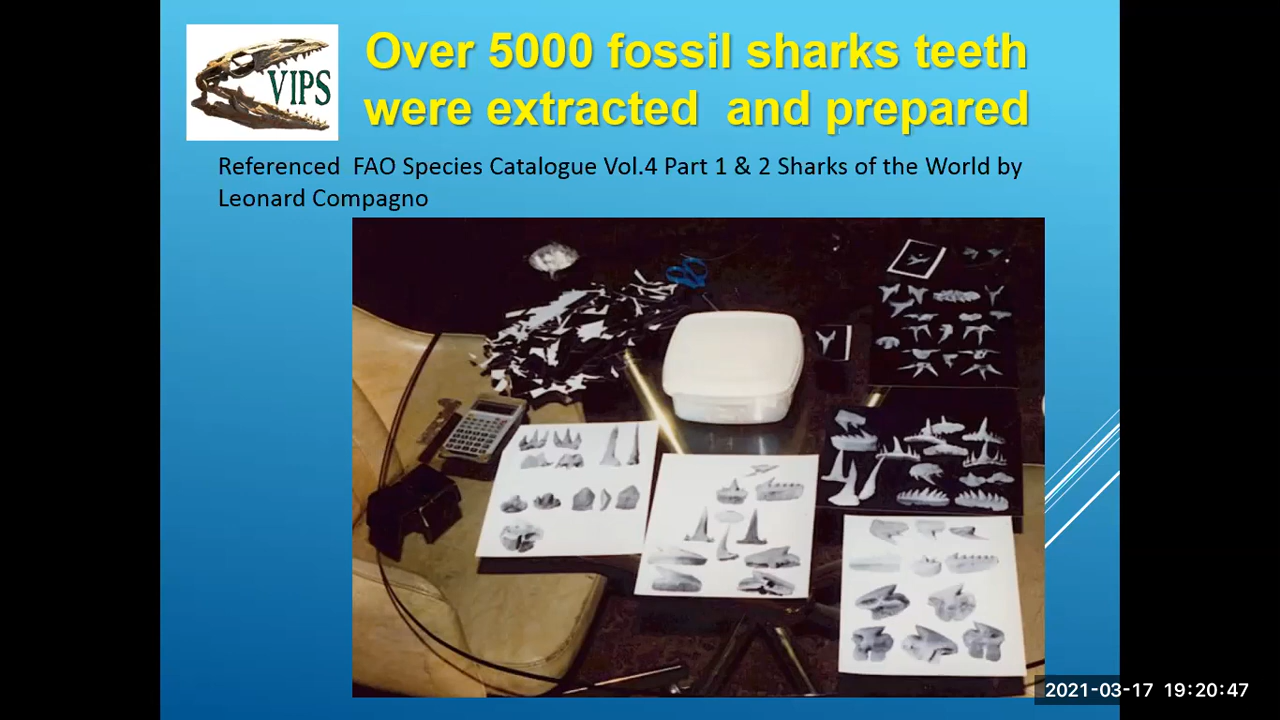 VIPS
Over 5000 fossil sharks teeth
were extracted and prepared
Referenced FAO Species Catalogue Vol.4 Part 1 & 2 Sharks of the World by
Leonard Compagno
2021-03-17 19:20:47